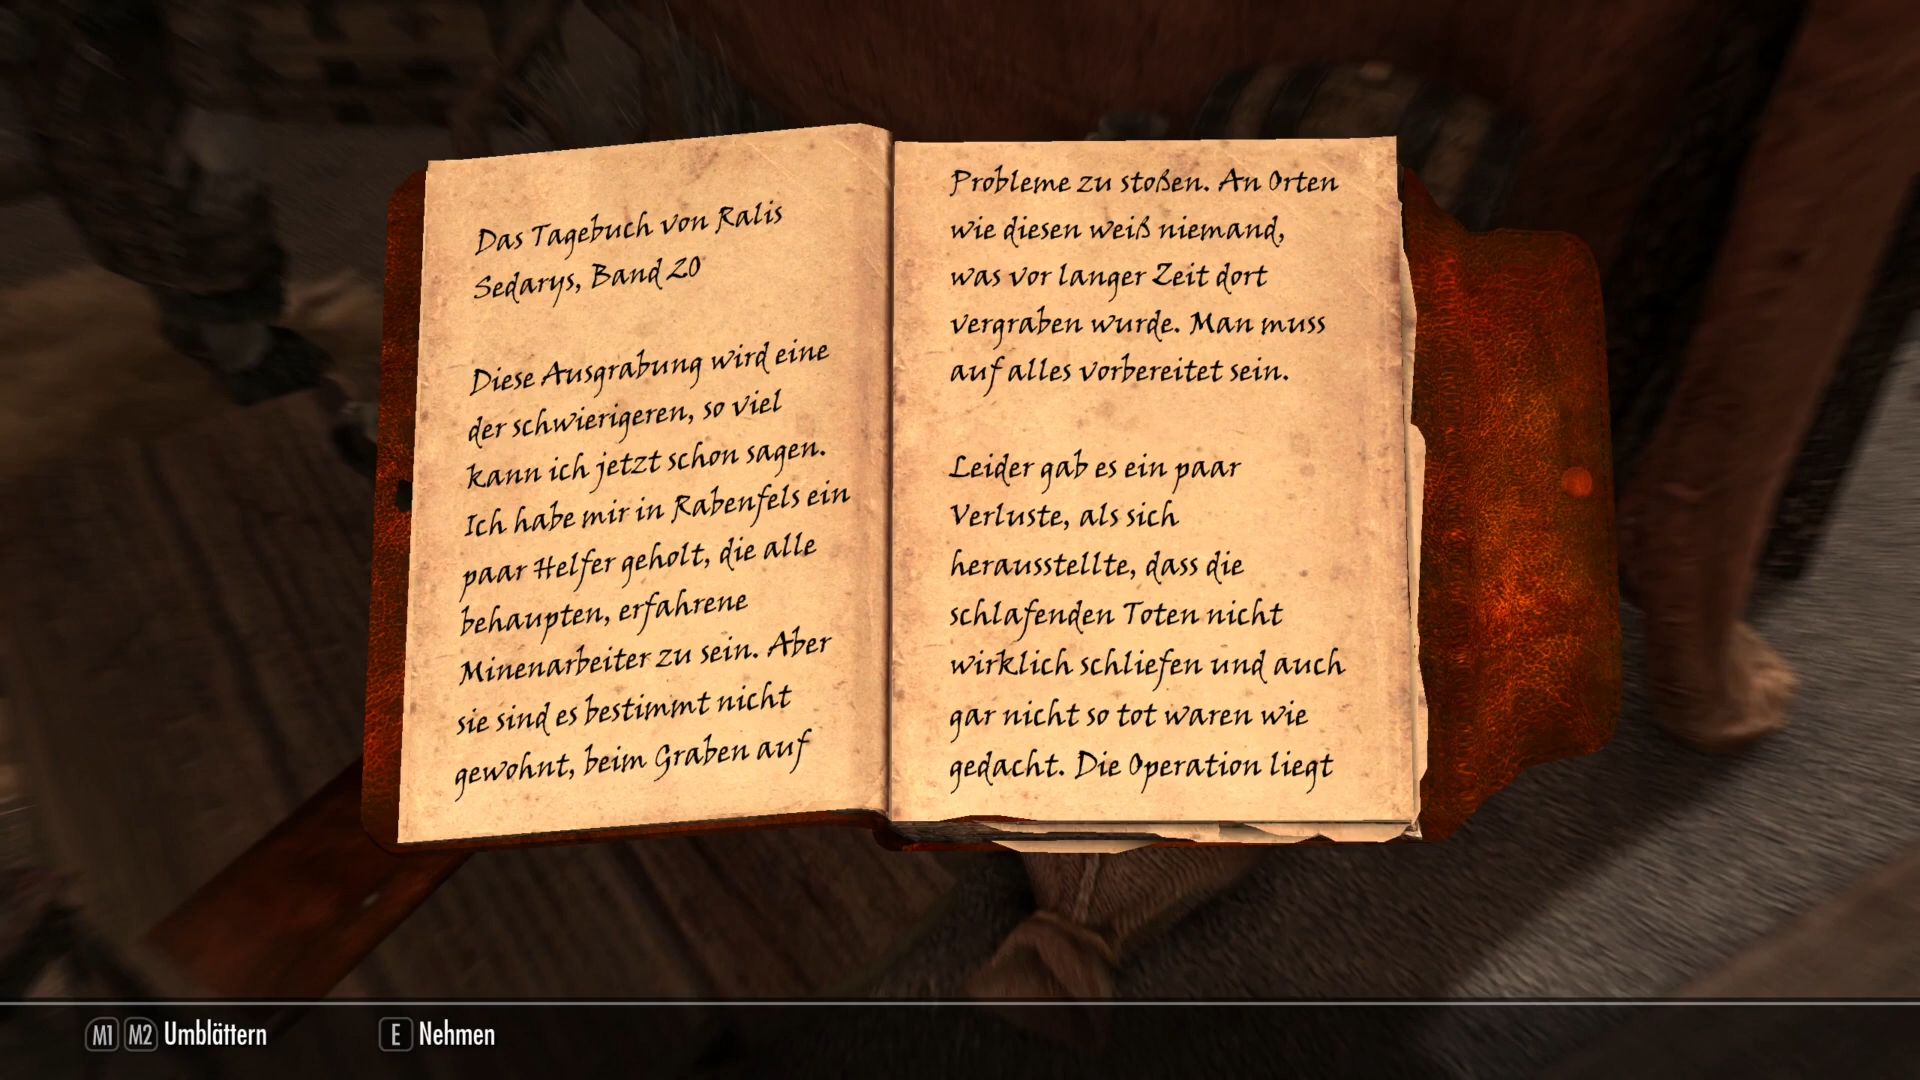 Das Tagebuch von Ralis
Sedarys, Band 20
Diese Ausgrabung wird eine
der schwierigeren, so viel
kann ich jetzt schon sagen.
Ich habe mir in Rabenfels ein
paar Helfer geholt, die alle
behaupten, erfahrene
Minenarbeiter zu sein. Aber
sie sind es bestimmt nicht
gewohnt, beim Graben auf
Probleme zu stoßen. An Orten
wie diesen weiß niemand,
was vor langer Zeit dort
vergraben wurde. Man muss
auf alles vorbereitet sein.
Leider gab es ein paar
Verluste, als sich
herausstellte, dass die
schlafenden Toten nicht
wirklich schliefen und auch
gar nicht so tot waren wie
gedacht. Die Operation liegt
M1 M2 Umblättern
E Nehmen